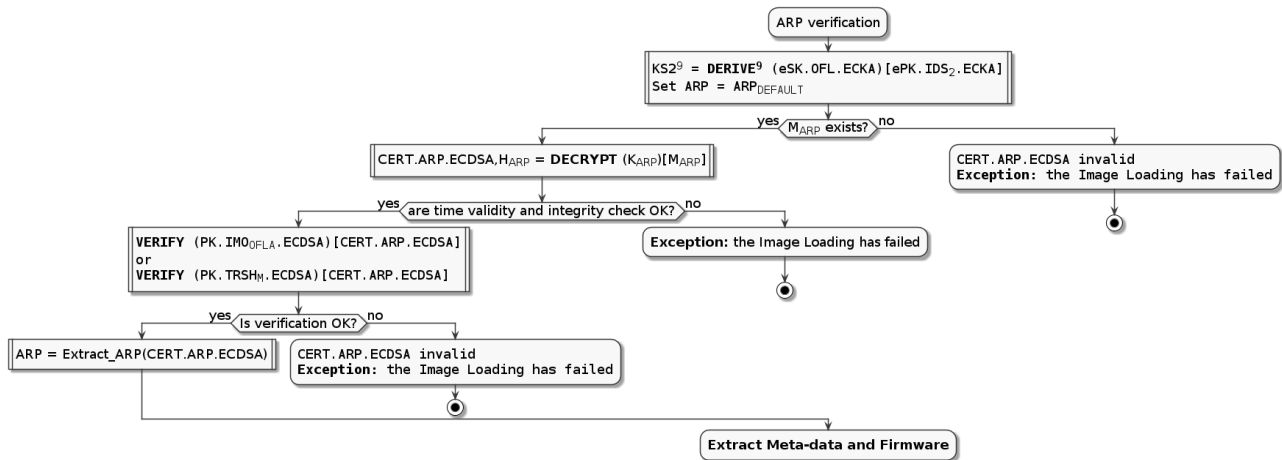 ARP verification
KS2⁹ = DERIVE⁹ (eSK.OFL.ECKA)[ePK.IDS₂.ECKA]
Set ARP = ARP_DEFAULT
yes
M_ARP exists?
no
CERT.ARP.ECDSA,H_ARP = DECRYPT (K_ARP)[M_ARP]
CERT.ARP.ECDSA invalid
Exception: the Image Loading has failed
yes
are time validity and integrity check OK?
no
VERIFY (PK.IMO_OFLA.ECDSA)[CERT.ARP.ECDSA]
or
VERIFY (PK.TRSH_M.ECDSA)[CERT.ARP.ECDSA]
Exception: the Image Loading has failed
yes
Is verification OK?
no
ARP = Extract_ARP(CERT.ARP.ECDSA)
CERT.ARP.ECDSA invalid
Exception: the Image Loading has failed
Extract Meta-data and Firmware